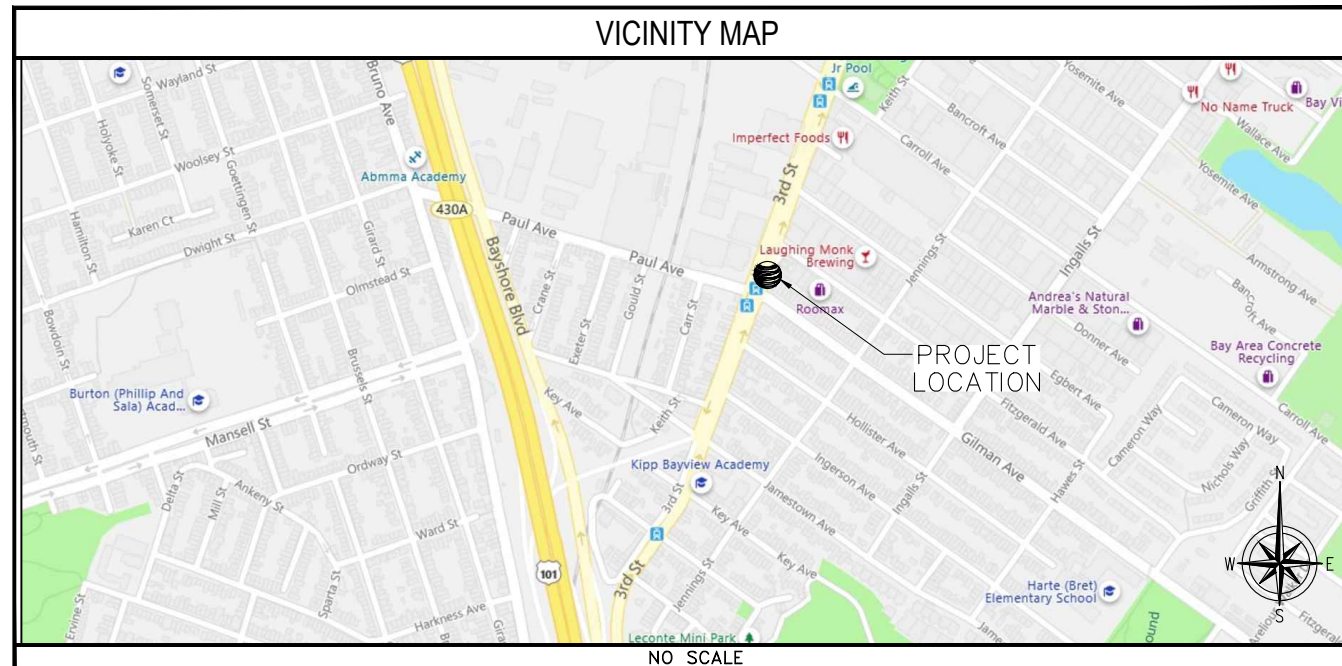 VICINITY MAP
Wayland St
Somerset St
Holyoke St
Woolsey St
Goettingen St
Karen Ct
Dwight St
Hamilton St
Girard St
Olmstead St
Bowdoin St
Brussels St
Burton (Phillip And
Sala) Acad...
Mansell St
Ordway St
Delta St
Mill St
Ankeny St
Ward St
Sparta St
Harkness Ave
Ervine St
Bruno Ave
Abmma Academy
430A
Bayshore Blvd
101
Paul Ave
Paul Ave
Crane St
Exeter St
Gould St
Carr St
Key Ave
Keith St
Kipp Bayview Academy
3rd St
3rd St
3rd St
Jennings St
Key Ave
Key Ave
Jamestown Ave
Ingerson Ave
Hollister Ave
Ingalls St
Gilman Ave
Leconte Mini Park
Jr Pool
Keith St
Imperfect Foods
Carroll Ave
Bancroft Ave
Yosemite Ave
No Name Truck
Bay Vi
Wallace Ave
Yosemite Ave
Laughing Monk
Brewing
Roomax
Jennings St
Ingalls St
Armstrong Ave
Bancroft Ave
Andrea's Natural
Marble & Ston...
Donner Ave
Bay Area Concrete
Recycling
PROJECT
LOCATION
Egbert Ave
Fitzgerald Ave
Cameron Way
Cameron Way
Carroll Ave
Nichols Way
Griffith St
Hawes St
Harte (Bret)
Elementary School
N
W
E
S
Fitzgera
Jame
ound
NO SCALE